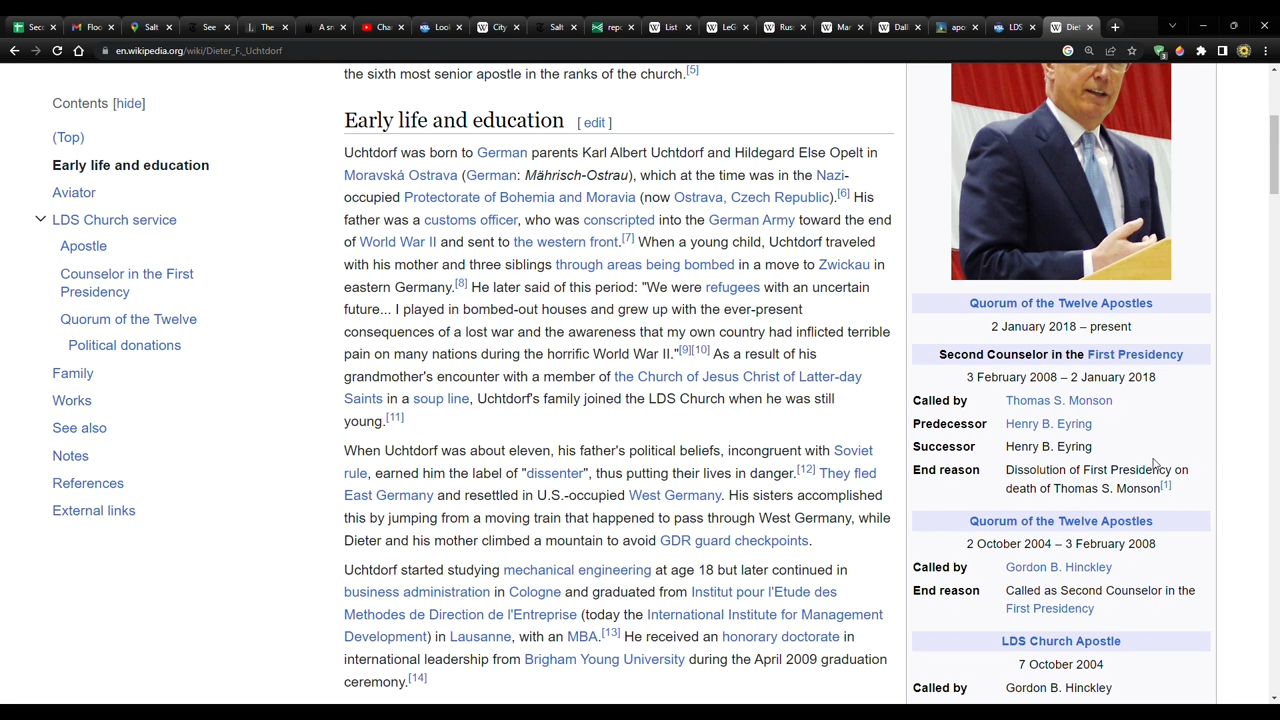 Secc
Floo
Salt
See
The
A sn
Cha
Lool
City
Salt
repo
List
LeG
Rus
Mar
Dall
apo
LDS
Diet
en.wikipedia.org/wiki/Dieter_F._Uchtdorf
3
Contents [hide]
(Top)
Early life and education
Aviator
LDS Church service
Apostle
Counselor in the First
Presidency
Quorum of the Twelve
Political donations
Family
Works
See also
Notes
References
External links
the sixth most senior apostle in the ranks of the church.[5]
Early life and education [ edit ]
Uchtdorf was born to German parents Karl Albert Uchtdorf and Hildegard Else Opelt in
Moravská Ostrava (German: Mährisch-Ostrau), which at the time was in the Nazi-
occupied Protectorate of Bohemia and Moravia (now Ostrava, Czech Republic).[6] His
father was a customs officer, who was conscripted into the German Army toward the end
of World War II and sent to the western front.[7] When a young child, Uchtdorf traveled
with his mother and three siblings through areas being bombed in a move to Zwickau in
eastern Germany.[8] He later said of this period: "We were refugees with an uncertain
future... I played in bombed-out houses and grew up with the ever-present
consequences of a lost war and the awareness that my own country had inflicted terrible
pain on many nations during the horrific World War II."[9][10] As a result of his
grandmother's encounter with a member of the Church of Jesus Christ of Latter-day
Saints in a soup line, Uchtdorf's family joined the LDS Church when he was still
young.[11]
When Uchtdorf was about eleven, his father's political beliefs, incongruent with Soviet
rule, earned him the label of "dissenter", thus putting their lives in danger.[12] They fled
East Germany and resettled in U.S.-occupied West Germany. His sisters accomplished
this by jumping from a moving train that happened to pass through West Germany, while
Dieter and his mother climbed a mountain to avoid GDR guard checkpoints.
Uchtdorf started studying mechanical engineering at age 18 but later continued in
business administration in Cologne and graduated from Institut pour l'Etude des
Methodes de Direction de l'Entreprise (today the International Institute for Management
Development) in Lausanne, with an MBA.[13] He received an honorary doctorate in
international leadership from Brigham Young University during the April 2009 graduation
ceremony.[14]
Quorum of the Twelve Apostles
2 January 2018 – present
Second Counselor in the First Presidency
3 February 2008 – 2 January 2018
Called by Thomas S. Monson
Predecessor Henry B. Eyring
Successor Henry B. Eyring
End reason Dissolution of First Presidency on
death of Thomas S. Monson[1]
Quorum of the Twelve Apostles
2 October 2004 – 3 February 2008
Called by Gordon B. Hinckley
End reason Called as Second Counselor in the
First Presidency
LDS Church Apostle
7 October 2004
Called by Gordon B. Hinckley